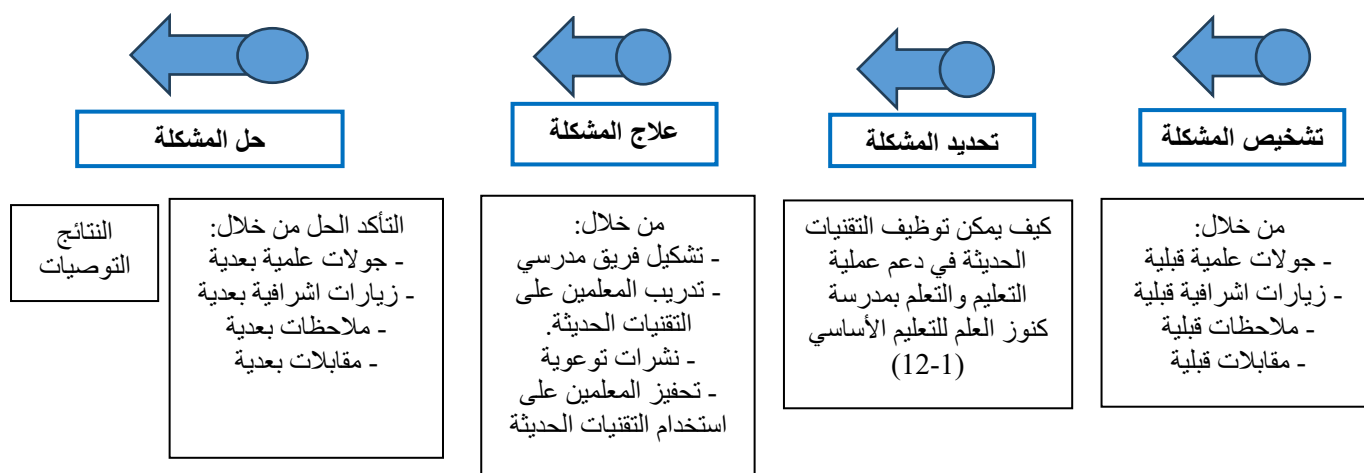 تشخيص المشكلة
من خلال:
- جولات علمية قبلية
- زيارات اشرافية قبلية
- ملاحظات قبلية
- مقابلات قبلية
تحديد المشكلة
كيف يمكن توظيف التقنيات
الحديثة في دعم عملية
التعليم والتعلم بمدرسة
كنوز العلم للتعليم الأساسي
(12-1)
علاج المشكلة
من خلال:
- تشكيل فريق مدرسي
- تدريب المعلمين على
التقنيات الحديثة.
- نشرات توعوية
- تحفيز المعلمين على
استخدام التقنيات الحديثة
حل المشكلة
التأكد الحل من خلال:
- جولات علمية بعدية
- زيارات اشرافية بعدية
- ملاحظات بعدية
- مقابلات بعدية
النتائج
التوصيات